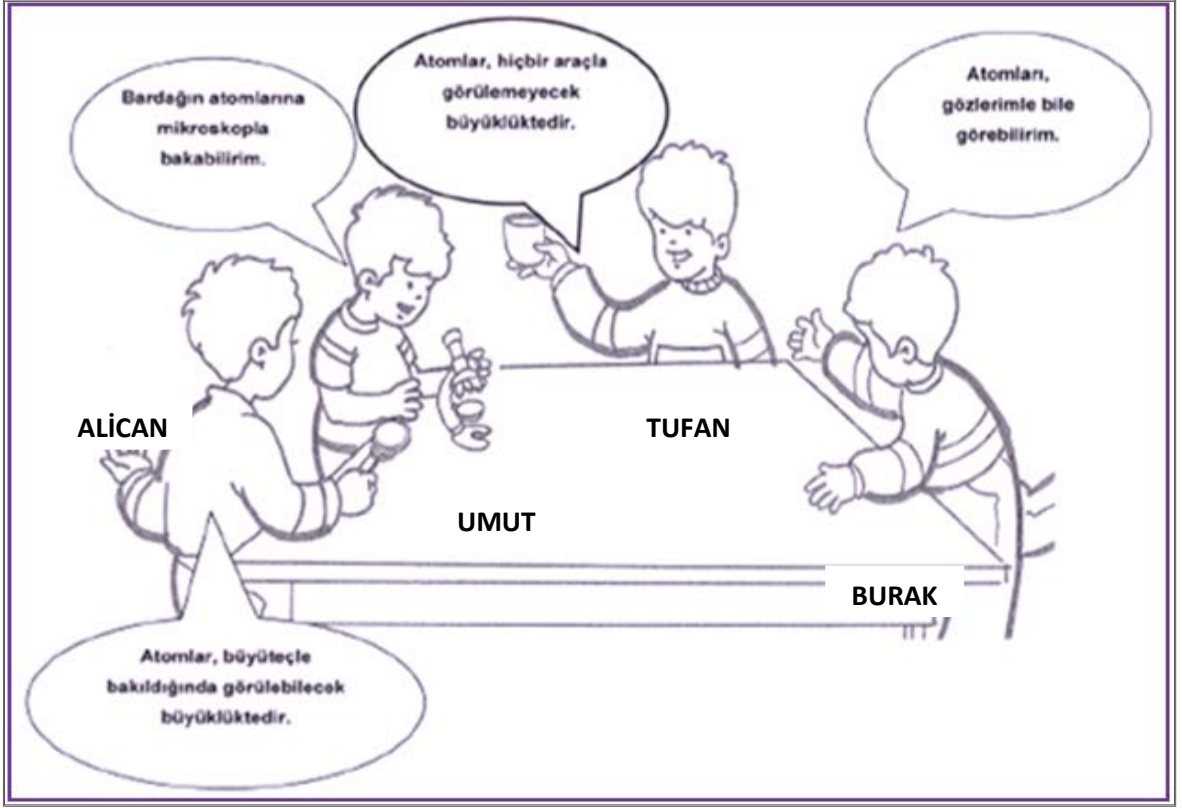 Bardağın atomlarına
mikroskopla
bakabilirim.
Atomlar, hiçbir araçla
görülemeyecek
büyüklüktedir.
Atomları,
gözlerimle bile
görebilirim.
ALİCAN
TUFAN
UMUT
BURAK
Atomlar, büyüteçle
bakıldığında görülebilecek
büyüklüktedir.